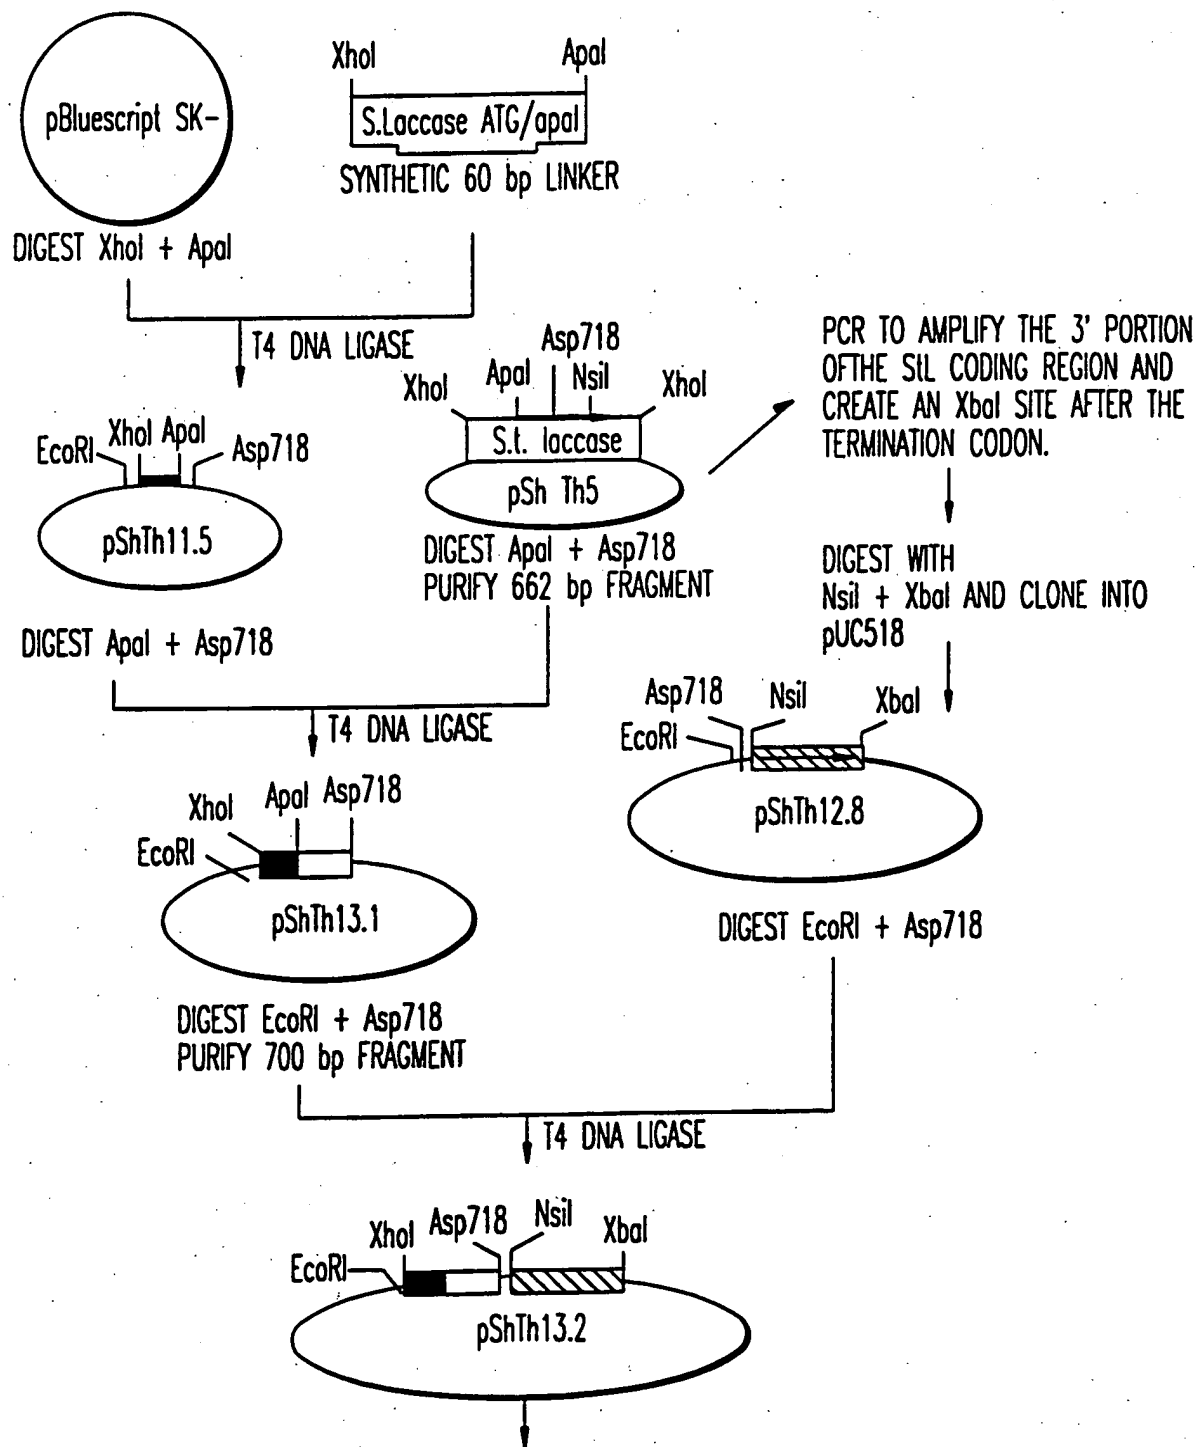 XhoI
ApaI
pBluescript SK-
S.Laccase ATG/apaI
SYNTHETIC 60 bp LINKER
DIGEST XhoI + ApaI
T4 DNA LIGASE
PCR TO AMPLIFY THE 3' PORTION
OFTHE StL CODING REGION AND
CREATE AN XbaI SITE AFTER THE
TERMINATION CODON.
XhoI
ApaI
Asp718
NsiI
XhoI
S.t. laccase
pSh Th5
EcoRI
XhoI
ApaI
Asp718
pShTh11.5
DIGEST ApaI + Asp718
PURIFY 662 bp FRAGMENT
DIGEST WITH
NsiI + XbaI AND CLONE INTO
pUC518
DIGEST ApaI + Asp718
T4 DNA LIGASE
Asp718
NsiI
XbaI
EcoRI
pShTh12.8
XhoI
ApaI
Asp718
EcoRI
pShTh13.1
DIGEST EcoRI + Asp718
DIGEST EcoRI + Asp718
PURIFY 700 bp FRAGMENT
T4 DNA LIGASE
XhoI
Asp718
NsiI
XbaI
EcoRI
pShTh13.2